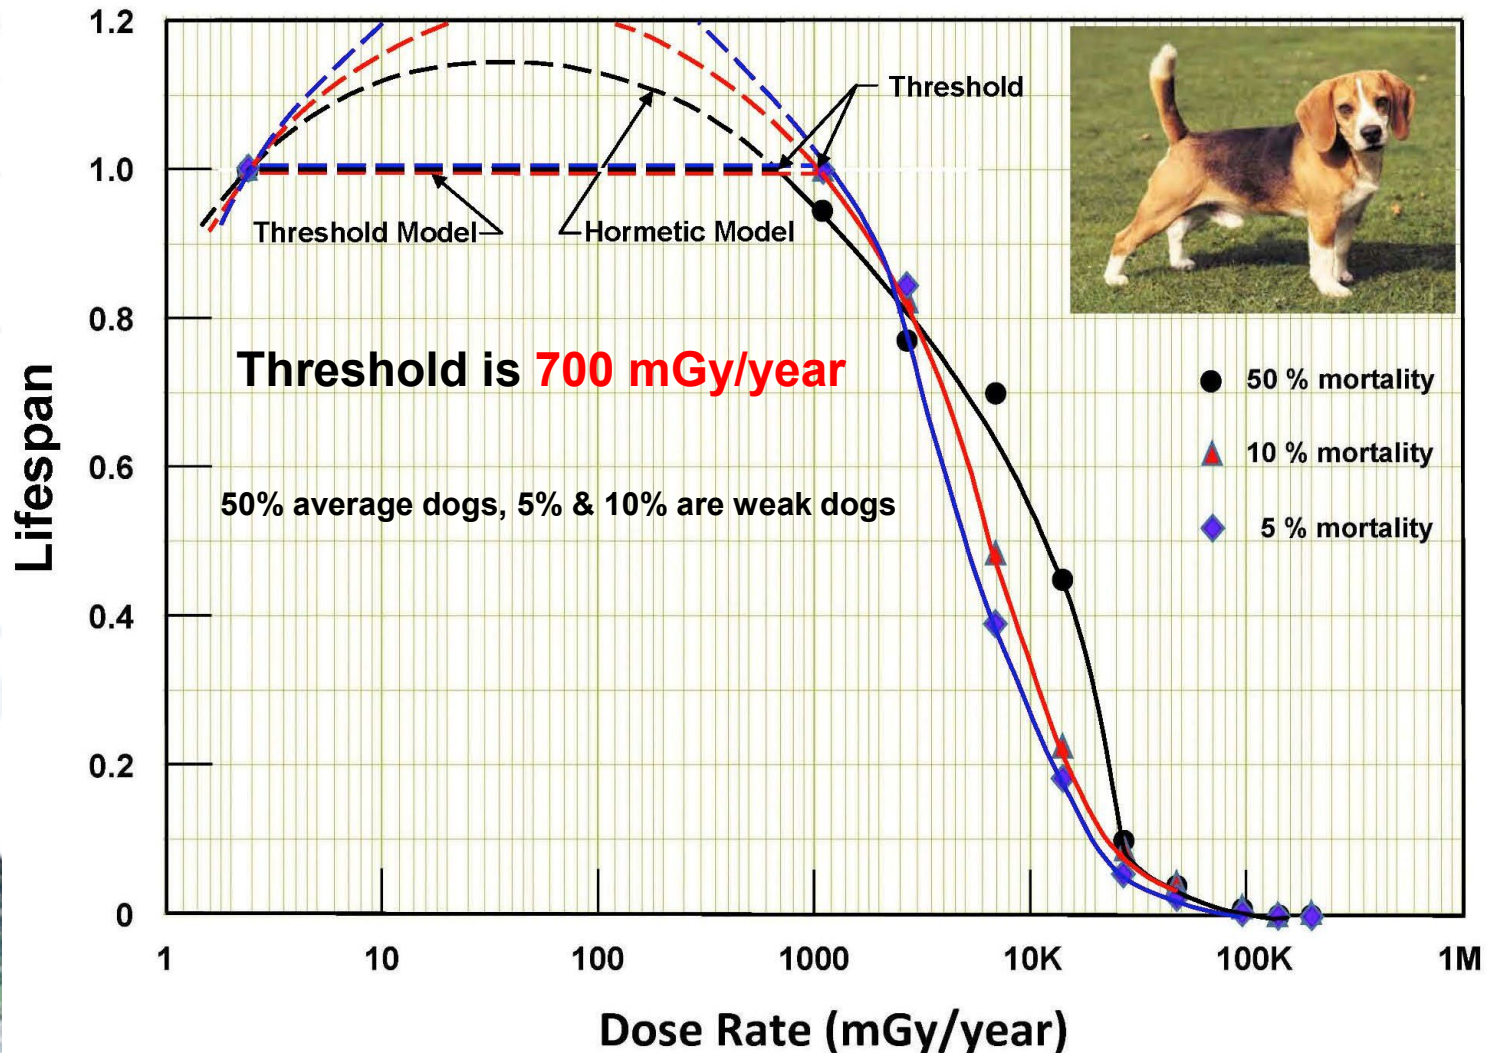 1.2
1.0
0.8
0.6
0.4
0.2
0
Lifespan
Threshold
Threshold Model
Hormetic Model
Threshold is 700 mGy/year
50% average dogs, 5% & 10% are weak dogs
50 % mortality
10 % mortality
5 % mortality
1 10 100 1000 10K 100K 1M
Dose Rate (mGy/year)